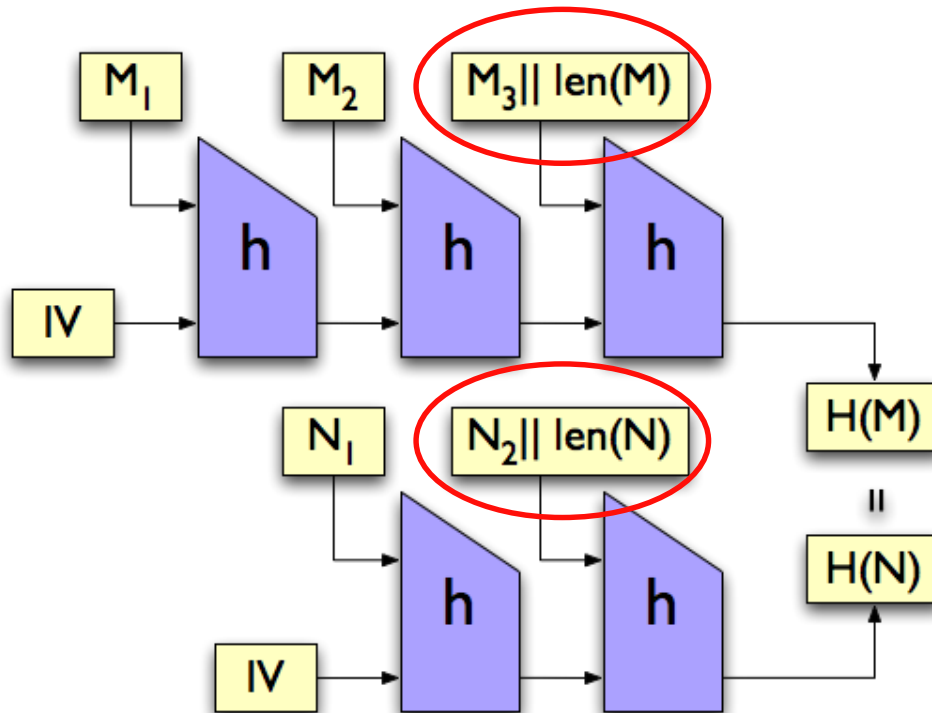 M₁
M₂
M₃|| len(M)
h
h
h
IV
H(M)
=
N₁
N₂|| len(N)
h
h
H(N)
IV